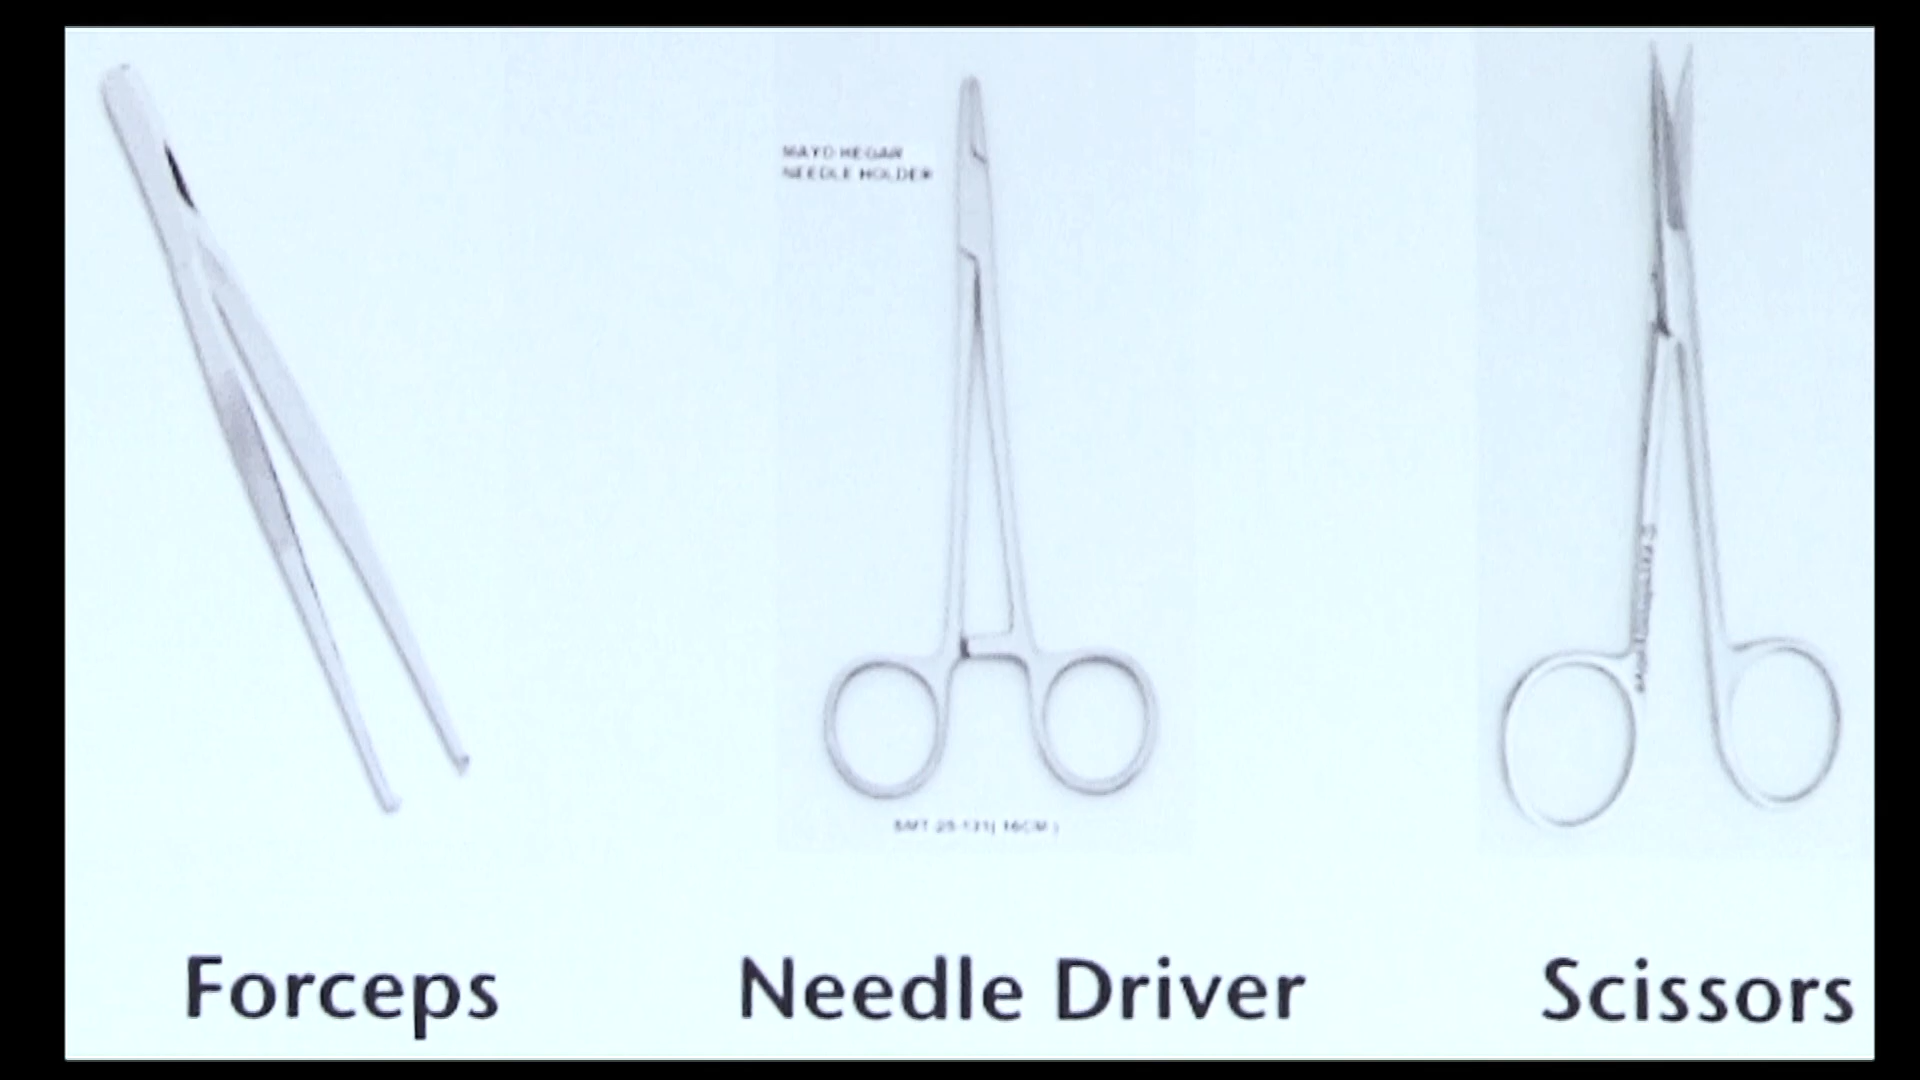 MAYO HEGAR
NEEDLE HOLDER
Forceps
Needle Driver
Scissors